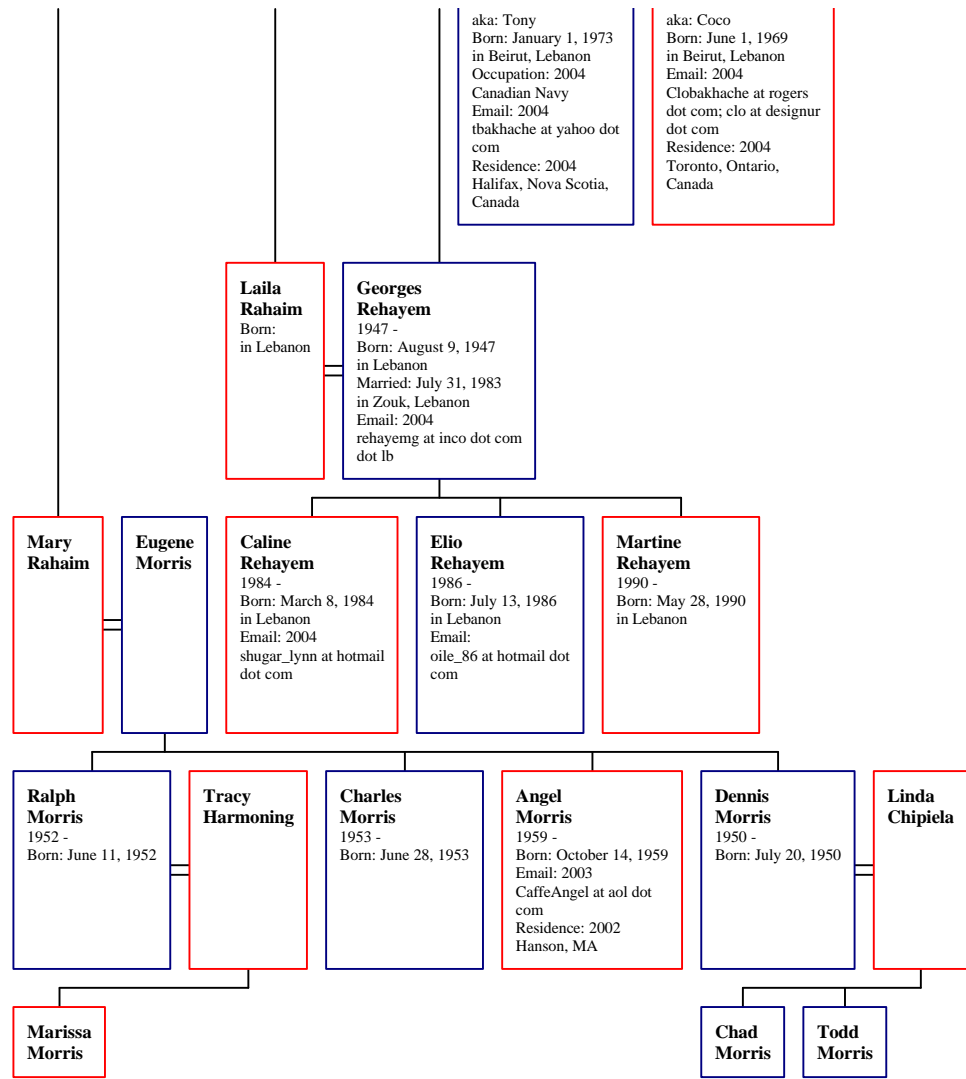 aka: Tony
Born: January 1, 1973
in Beirut, Lebanon
Occupation: 2004
Canadian Navy
Email: 2004
tbakhache at yahoo dot
com
Residence: 2004
Halifax, Nova Scotia,
Canada
aka: Coco
Born: June 1, 1969
in Beirut, Lebanon
Email: 2004
Clobakhache at rogers
dot com; clo at designur
dot com
Residence: 2004
Toronto, Ontario,
Canada
Laila
Rahaim
Born:
in Lebanon
Georges
Rehayem
1947 -
Born: August 9, 1947
in Lebanon
Married: July 31, 1983
in Zouk, Lebanon
Email: 2004
rehayemg at inco dot com
dot lb
Mary
Rahaim
Eugene
Morris
Caline
Rehayem
1984 -
Born: March 8, 1984
in Lebanon
Email: 2004
shugar_lynn at hotmail
dot com
Elio
Rehayem
1986 -
Born: July 13, 1986
in Lebanon
Email:
oile_86 at hotmail dot
com
Martine
Rehayem
1990 -
Born: May 28, 1990
in Lebanon
Ralph
Morris
1952 -
Born: June 11, 1952
Tracy
Harmoning
Charles
Morris
1953 -
Born: June 28, 1953
Angel
Morris
1959 -
Born: October 14, 1959
Email: 2003
CaffeAngel at aol dot
com
Residence: 2002
Hanson, MA
Dennis
Morris
1950 -
Born: July 20, 1950
Linda
Chipiela
Marissa
Morris
Chad
Morris
Todd
Morris